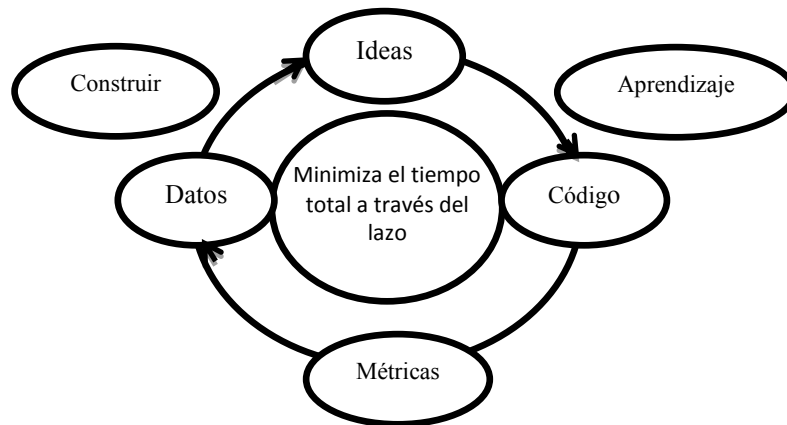 Ideas
Construir
Aprendizaje
Datos
Minimiza el tiempo
total a través del
lazo
Código
Métricas